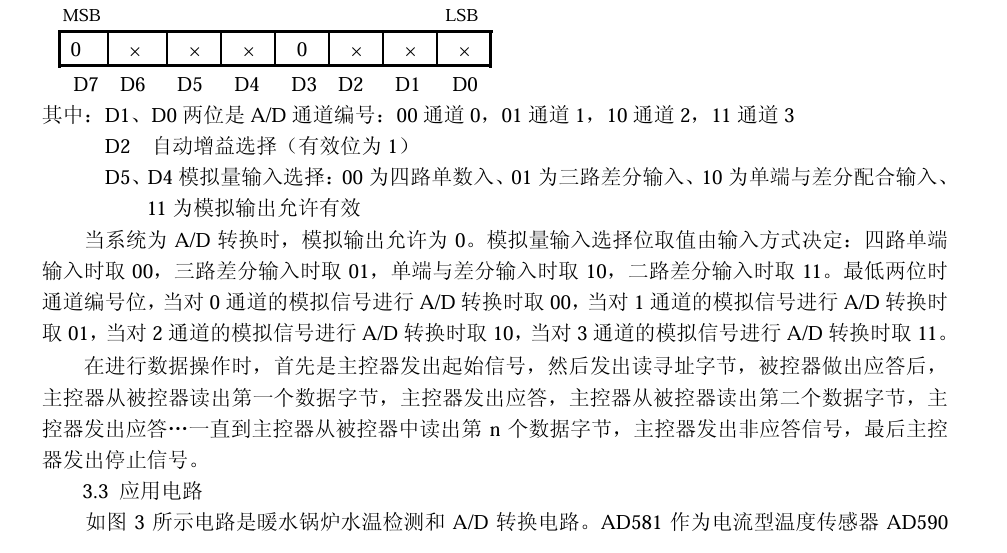 MSB LSB
0 × × × 0 × × ×
D7 D6 D5 D4 D3 D2 D1 D0
其中：D1、D0 两位是 A/D 通道编号：00 通道 0，01 通道 1，10 通道 2，11 通道 3
D2 自动增益选择（有效位为 1）
D5、D4 模拟量输入选择：00 为四路单数入、01 为三路差分输入、10 为单端与差分配合输入、
11 为模拟输出允许有效
当系统为 A/D 转换时，模拟输出允许为 0。模拟量输入选择位取值由输入方式决定：四路单端
输入时取 00，三路差分输入时取 01，单端与差分输入时取 10，二路差分输入时取 11。最低两位时
通道编号位，当对 0 通道的模拟信号进行 A/D 转换时取 00，当对 1 通道的模拟信号进行 A/D 转换时
取 01，当对 2 通道的模拟信号进行 A/D 转换时取 10，当对 3 通道的模拟信号进行 A/D 转换时取 11。
在进行数据操作时，首先是主控器发出起始信号，然后发出读寻址字节，被控器做出应答后，
主控器从被控器读出第一个数据字节，主控器发出应答，主控器从被控器读出第二个数据字节，主
控器发出应答…一直到主控器从被控器中读出第 n 个数据字节，主控器发出非应答信号，最后主控
器发出停止信号。
3.3 应用电路
如图 3 所示电路是暖水锅炉水温检测和 A/D 转换电路。AD581 作为电流型温度传感器 AD590